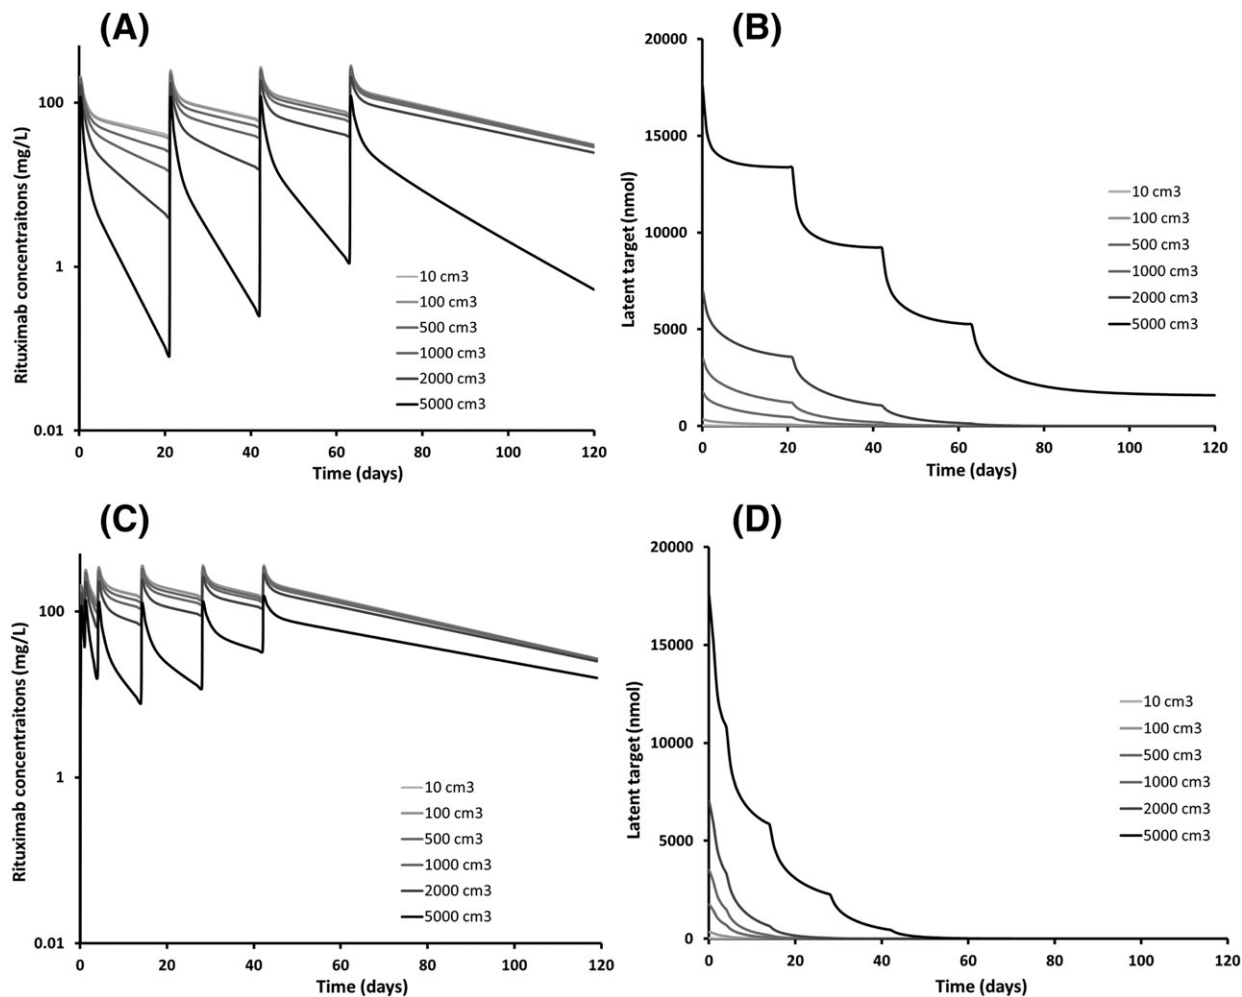 (A)
Rituximab concentraitons (mg/L)
100
1
0.01
10 cm3
100 cm3
500 cm3
1000 cm3
2000 cm3
5000 cm3
0 20 40 60 80 100 120
Time (days)
(B)
Latent target (nmol)
20000
15000
10000
5000
0
10 cm3
100 cm3
500 cm3
1000 cm3
2000 cm3
5000 cm3
0 20 40 60 80 100 120
Time (days)
(C)
Rituximab concentraitons (mg/L)
100
1
0.01
10 cm3
100 cm3
500 cm3
1000 cm3
2000 cm3
5000 cm3
0 20 40 60 80 100 120
Time (days)
(D)
Latent target (nmol)
20000
15000
10000
5000
0
10 cm3
100 cm3
500 cm3
1000 cm3
2000 cm3
5000 cm3
0 20 40 60 80 100 120
Time (days)